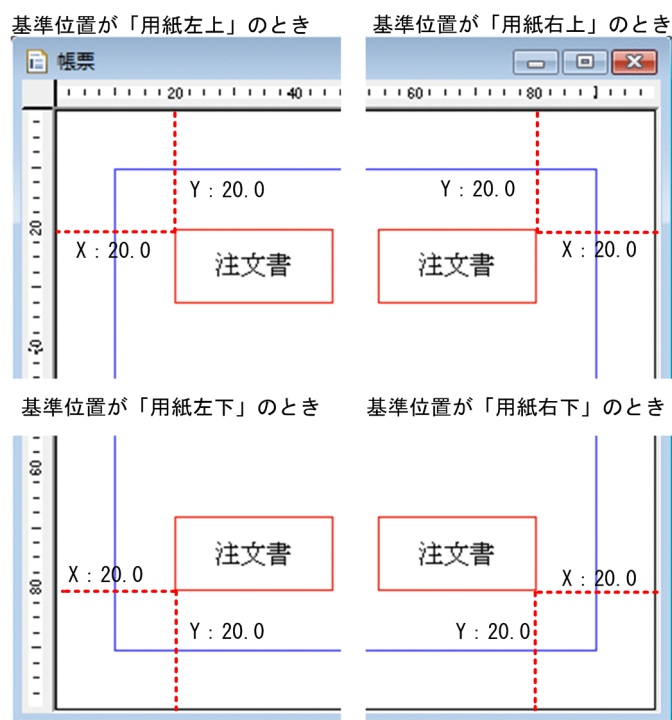 基準位置が「用紙左上」のとき
基準位置が「用紙右上」のとき
帳票
20 40 60 80
Y：20.0
Y：20.0
20
X：20.0
X：20.0
注文書
注文書
40
基準位置が「用紙左下」のとき
基準位置が「用紙右下」のとき
60
注文書
注文書
X：20.0
X：20.0
80
Y：20.0
Y：20.0